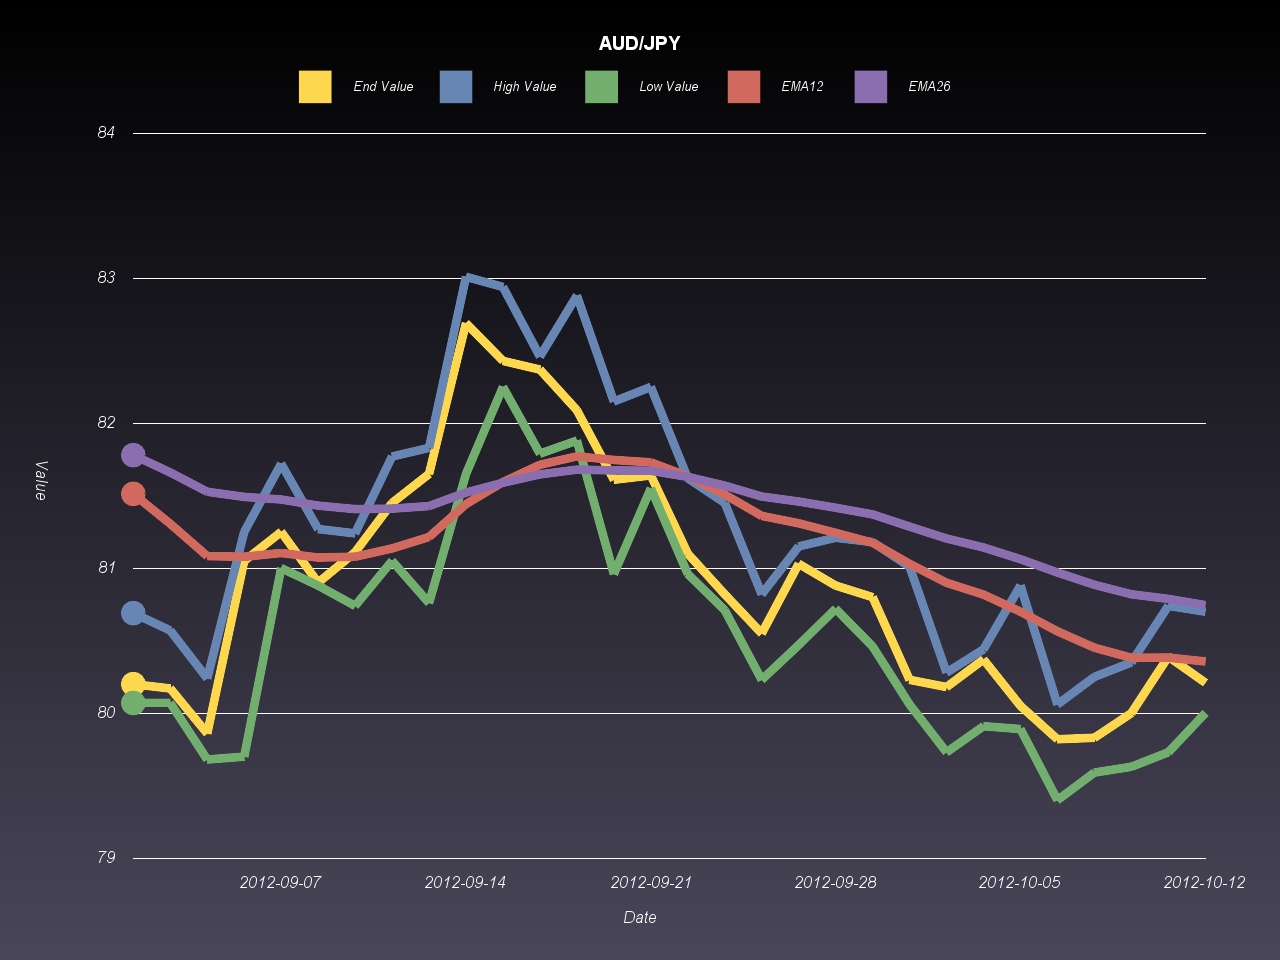 AUD/JPY
End Value High Value Low Value EMA12 EMA26
84
83
82
81
80
79
Value
2012-09-07 2012-09-14 2012-09-21 2012-09-28 2012-10-05 2012-10-12
Date